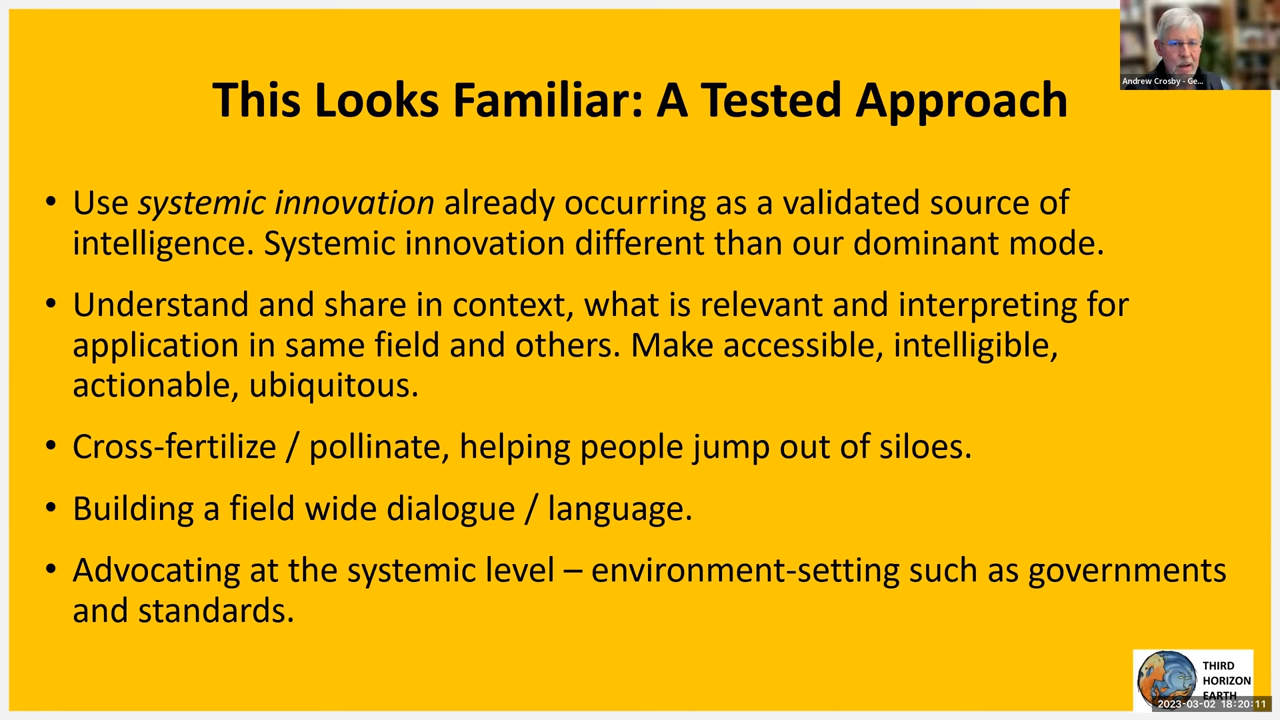 Andrew Crosby - Ge...
This Looks Familiar: A Tested Approach
• Use systemic innovation already occurring as a validated source of
intelligence. Systemic innovation different than our dominant mode.
• Understand and share in context, what is relevant and interpreting for
application in same field and others. Make accessible, intelligible,
actionable, ubiquitous.
• Cross-fertilize / pollinate, helping people jump out of siloes.
• Building a field wide dialogue / language.
• Advocating at the systemic level – environment-setting such as governments
and standards.
THIRD
HORIZON
EARTH
2023-03-02 18:20:11